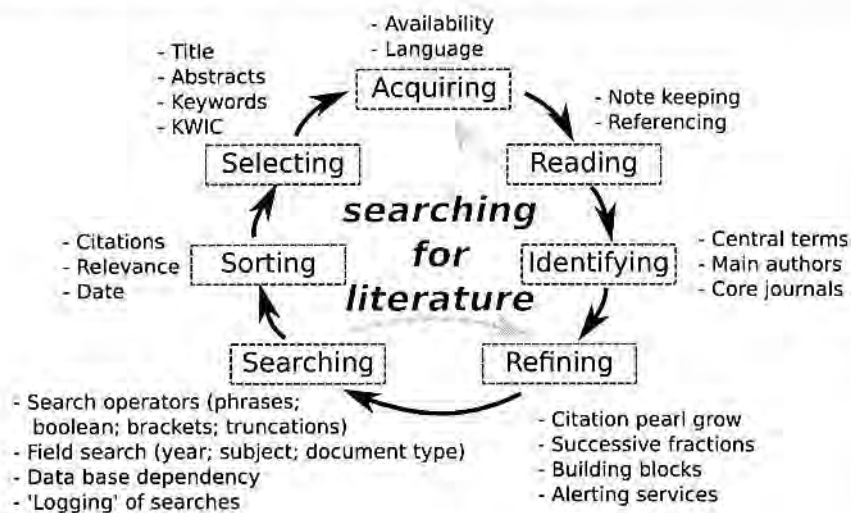 - Availability
- Language
Acquiring
- Title
- Abstracts
- Keywords
- KWIC
Selecting
- Note keeping
- Referencing
Reading
searching
for
literature
- Citations
- Relevance
- Date
Sorting
Identifying
- Central terms
- Main authors
- Core journals
Searching
Refining
- Search operators (phrases;
boolean; brackets; truncations)
- Field search (year; subject; document type)
- Data base dependency
- 'Logging' of searches
- Citation pearl grow
- Successive fractions
- Building blocks
- Alerting services